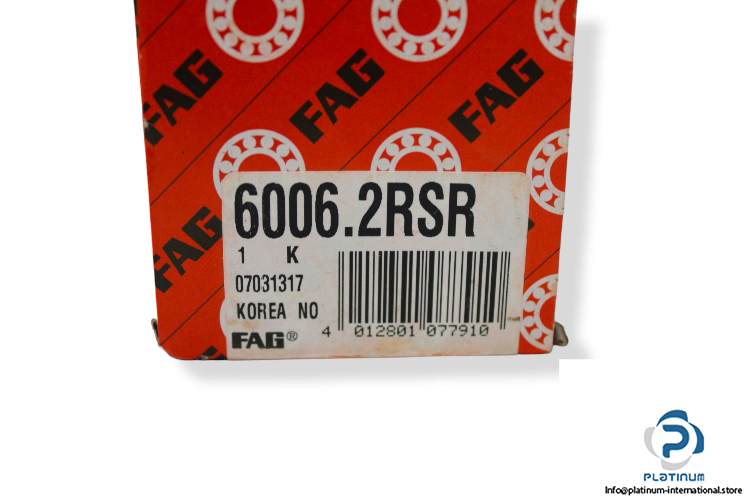 FAG FAG FAG
FAG
6006.2RSR
1 K
07031317
KOREA NO
4 012801 077910
FAG®
PLATINUM
Info@platinum-international.store